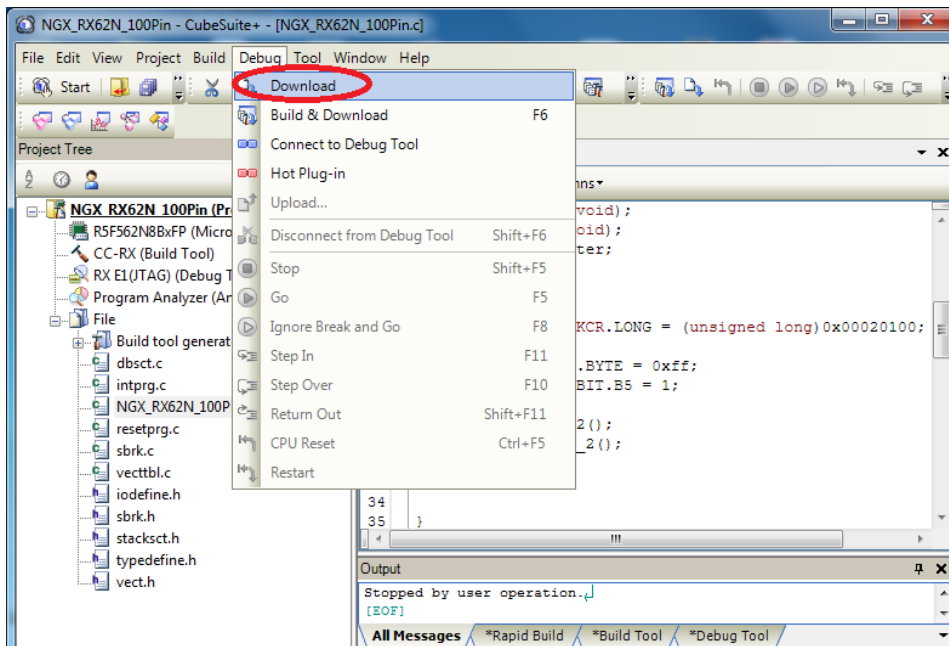 NGX_RX62N_100Pin - CubeSuite+ - [NGX_RX62N_100Pin.c]
File Edit View Project Build Debug Tool Window Help
Start
Download
Build & Download F6
Connect to Debug Tool
Hot Plug-in
Upload...
Disconnect from Debug Tool Shift+F6
Stop Shift+F5
Go F5
Ignore Break and Go F8
Step In F11
Step Over F10
Return Out Shift+F11
CPU Reset Ctrl+F5
Restart
Project Tree
NGX_RX62N_100Pin (Pr
R5F562N8BxFP (Micro
CC-RX (Build Tool)
RX E1(JTAG) (Debug T
Program Analyzer (An
File
Build tool generat
dbsct.c
intprg.c
NGX_RX62N_100P
resetprg.c
sbrk.c
vecttbl.c
iodefine.h
sbrk.h
stacksct.h
typedefine.h
vect.h
mns
void);
oid);
ter;
KCR.LONG = (unsigned long)0x00020100;
.BYTE = 0xff;
BIT.B5 = 1;
2();
_2();
34
35 }
Output
Stopped by user operation.
[EOF]
All Messages *Rapid Build *Build Tool *Debug Tool